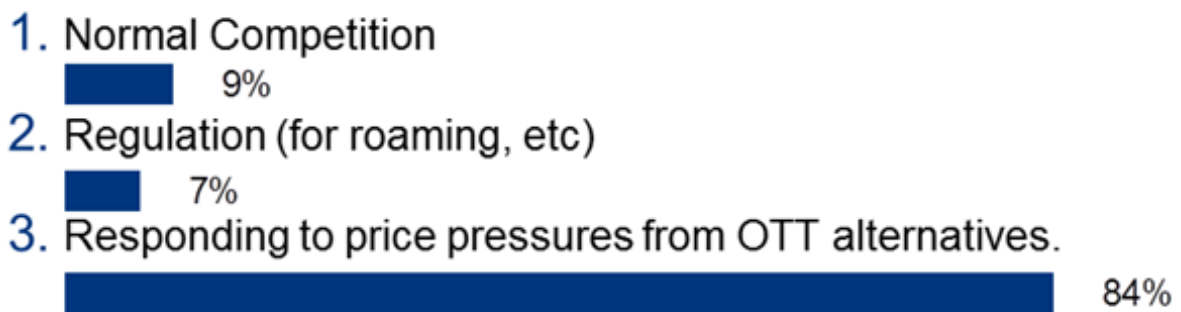 1. Normal Competition
9%
2. Regulation (for roaming, etc)
7%
3. Responding to price pressures from OTT alternatives.
84%